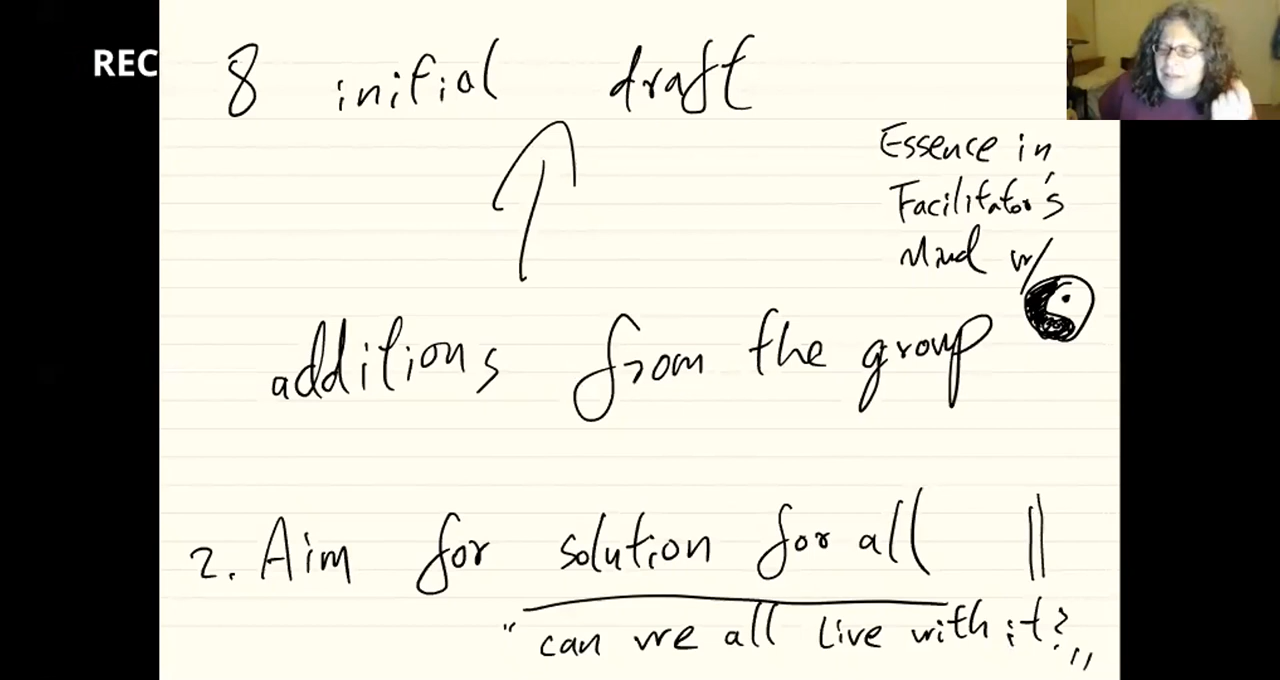 REC
8 initial draft
Essence in
Facilitator's
Mind w/
additions from the group
2. Aim for solution for all ||
"can we all live with it?"